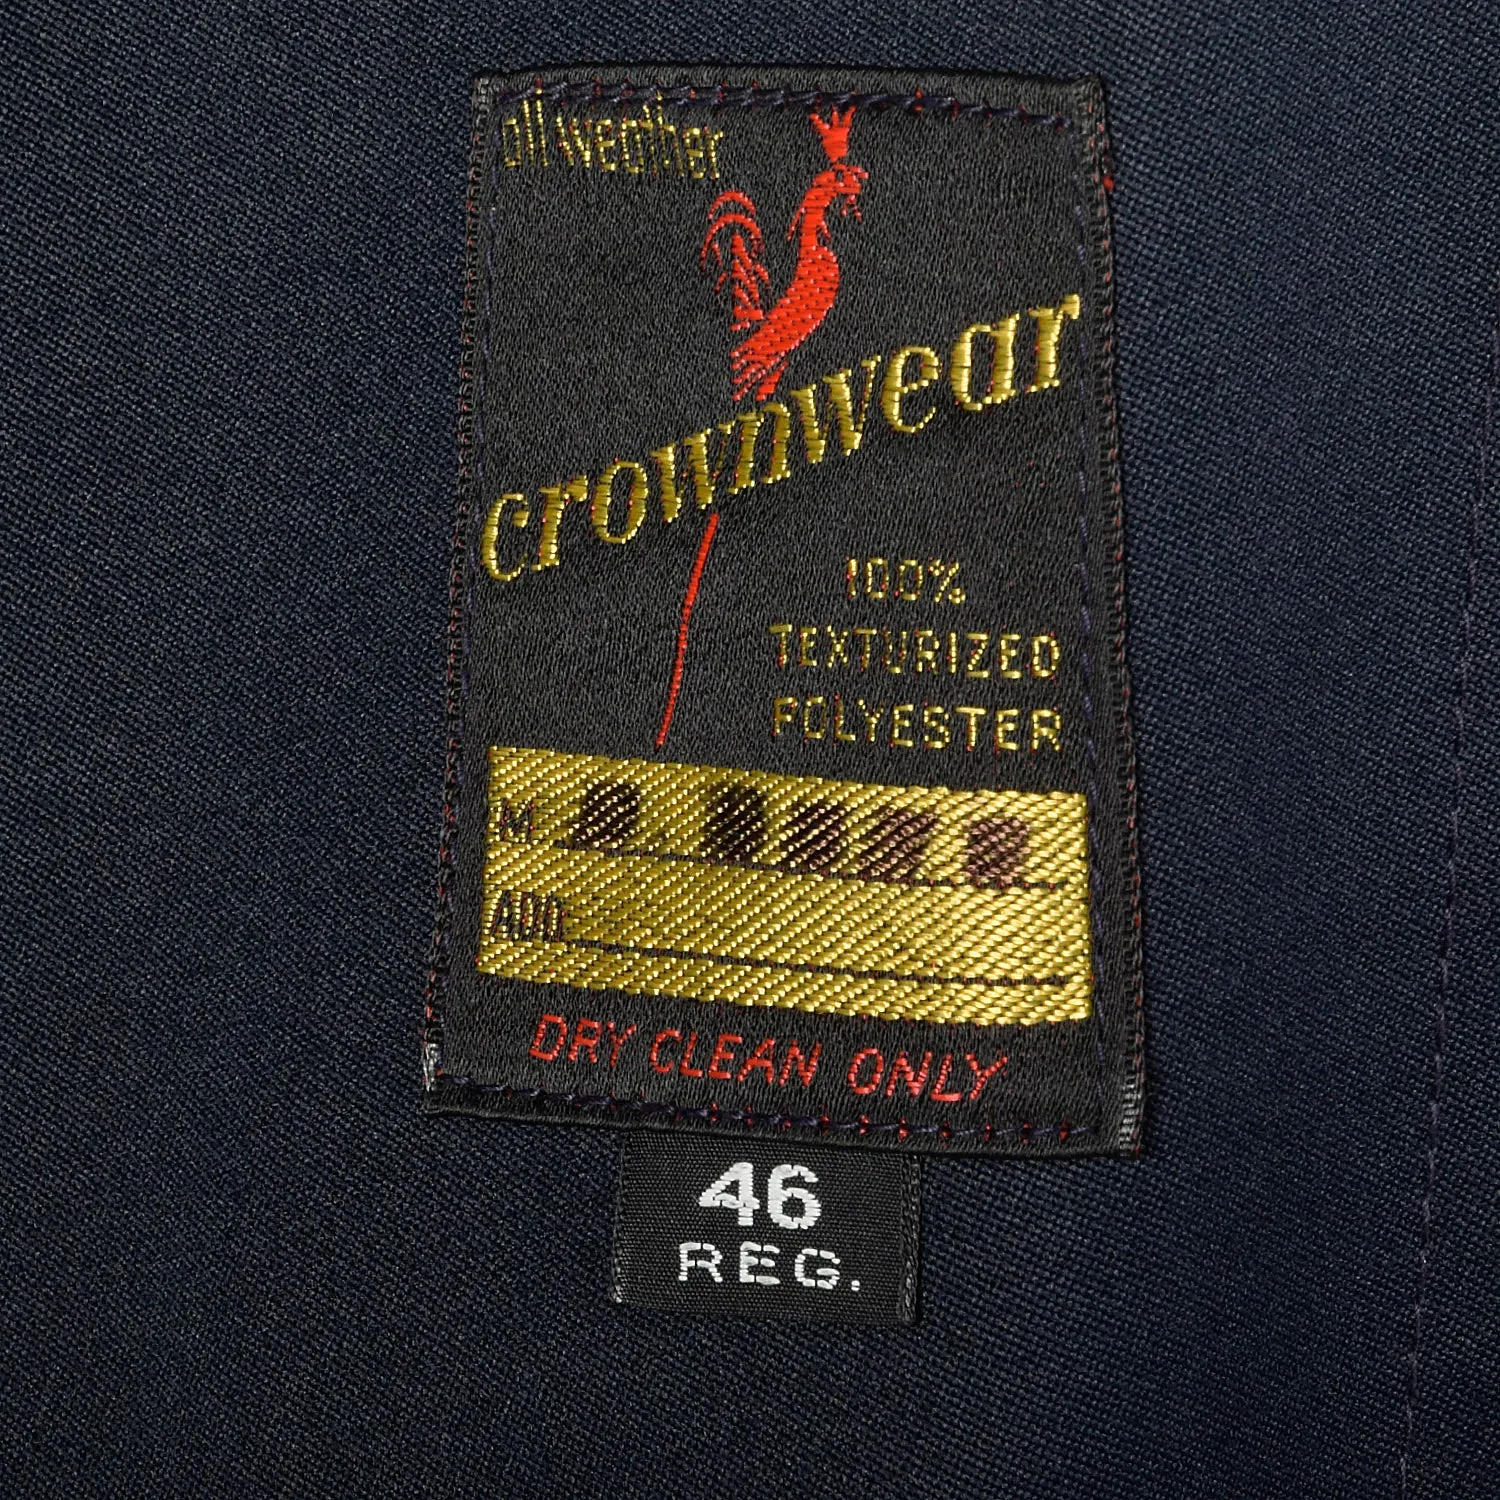 all weather
crownwear
100%
TEXTURIZED
POLYESTER
M
ADD.
DRY CLEAN ONLY
46
REG.